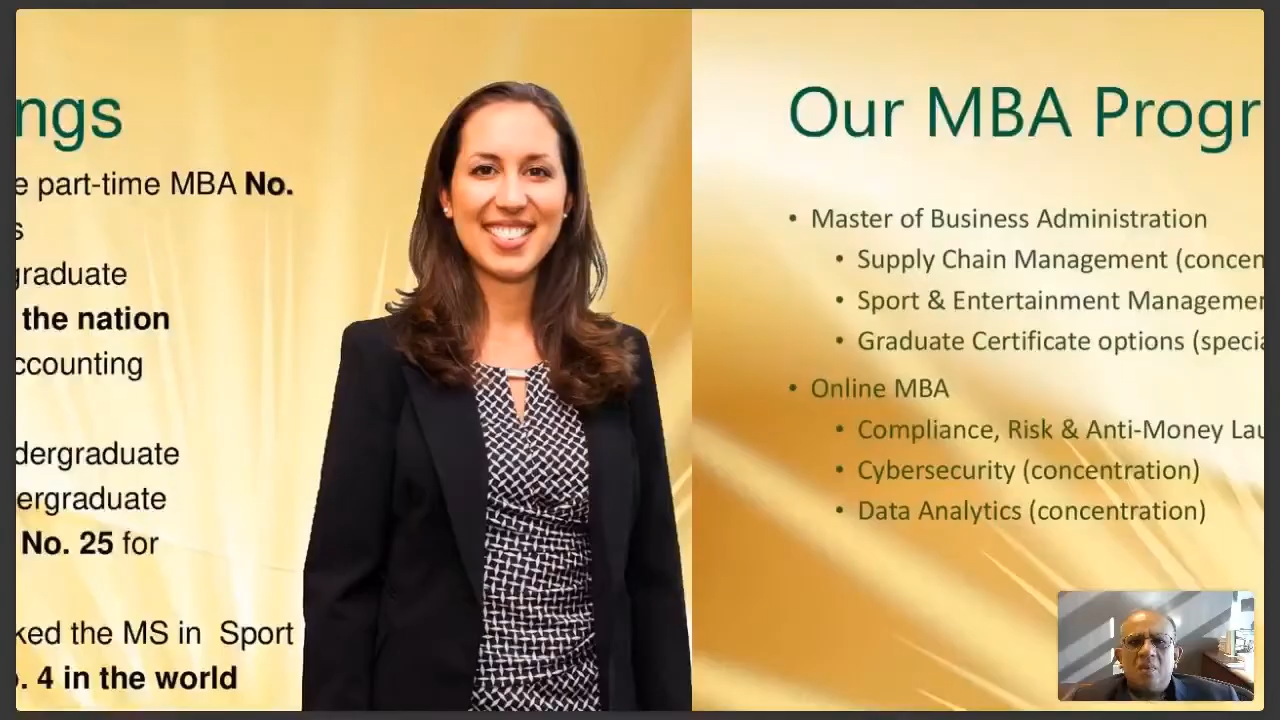 ngs
e part-time MBA No.
s
graduate
the nation
ccounting
dergraduate
ergraduate
No. 25 for
ked the MS in Sport
. 4 in the world
Our MBA Progr
• Master of Business Administration
• Supply Chain Management (concen
• Sport & Entertainment Managemen
• Graduate Certificate options (specia
• Online MBA
• Compliance, Risk & Anti-Money Lau
• Cybersecurity (concentration)
• Data Analytics (concentration)